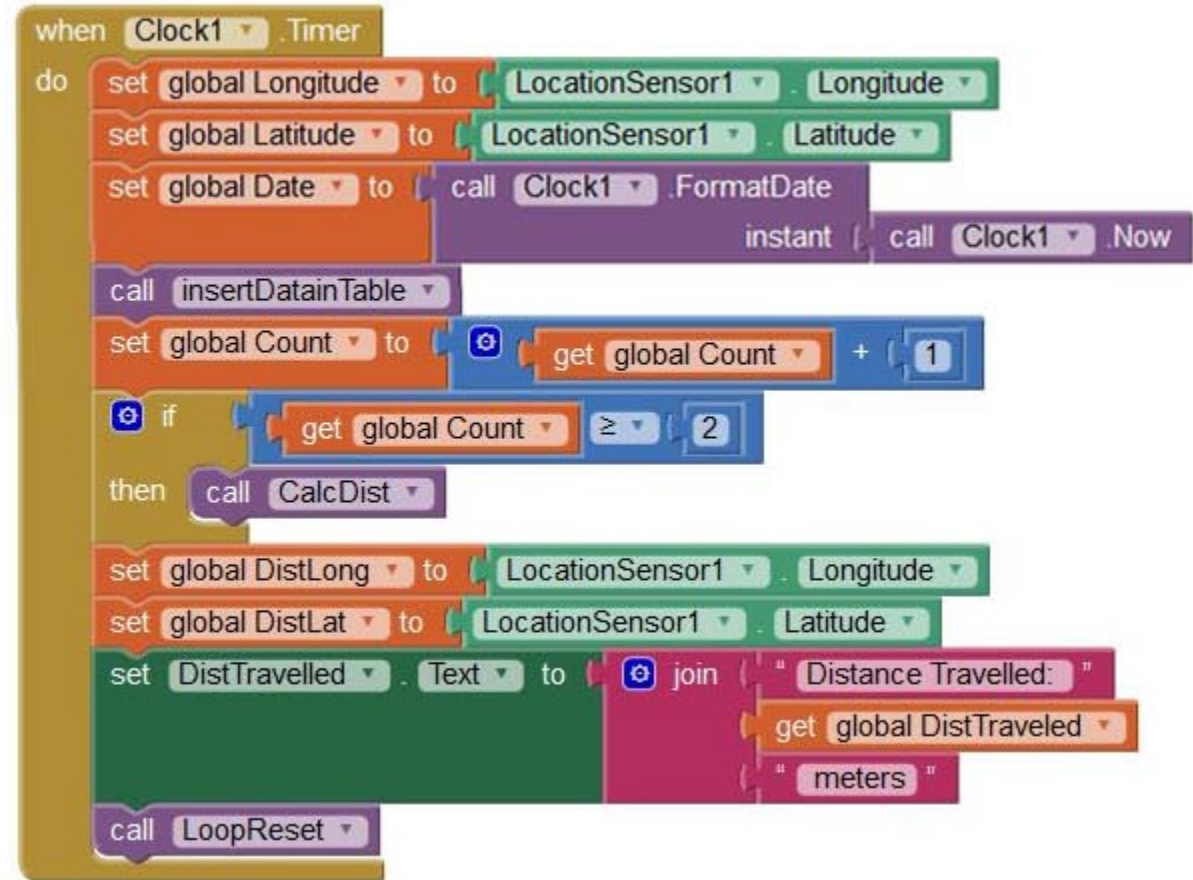 when Clock1 .Timer
do set global Longitude to LocationSensor1 . Longitude
set global Latitude to LocationSensor1 . Latitude
set global Date to call Clock1 .FormatDate
instant call Clock1 .Now
call insertDatainTable
set global Count to get global Count + 1
if get global Count ≥ 2
then call CalcDist
set global DistLong to LocationSensor1 . Longitude
set global DistLat to LocationSensor1 . Latitude
set DistTravelled . Text to join " Distance Travelled: "
get global DistTraveled
" meters "
call LoopReset